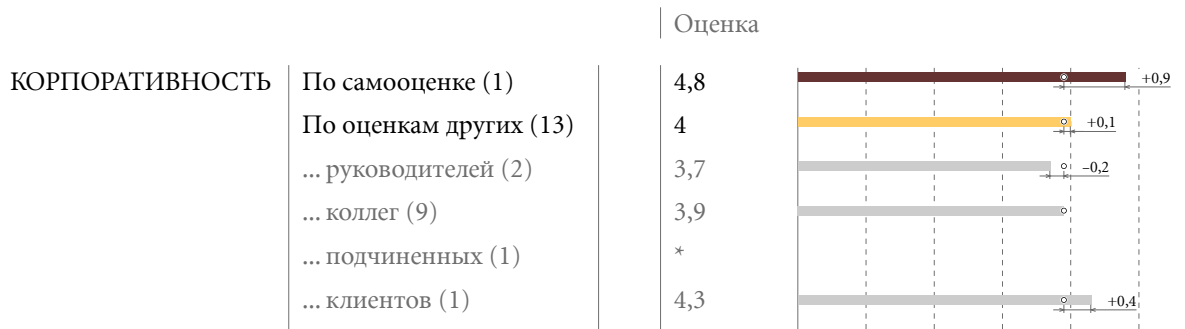 Оценка
КОРПОРАТИВНОСТЬ По самооценке (1) 4,8 +0,9
По оценкам других (13) 4 +0,1
... руководителей (2) 3,7 –0,2
... коллег (9) 3,9
... подчиненных (1) *
... клиентов (1) 4,3 +0,4